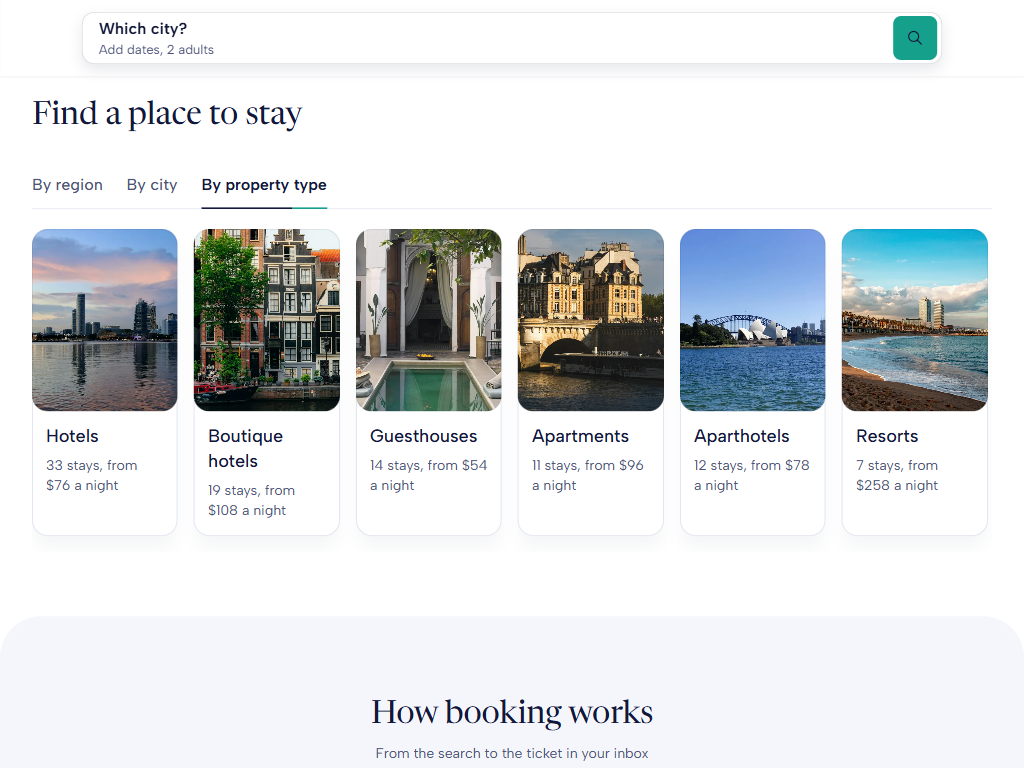 Which city?
Add dates, 2 adults
Find a place to stay
By region
By city
By property type
Hotels
33 stays, from
$76 a night
Boutique
hotels
19 stays, from
$108 a night
Guesthouses
14 stays, from $54
a night
Apartments
11 stays, from $96
a night
Aparthotels
12 stays, from $78
a night
Resorts
7 stays, from
$258 a night
How booking works
From the search to the ticket in your inbox